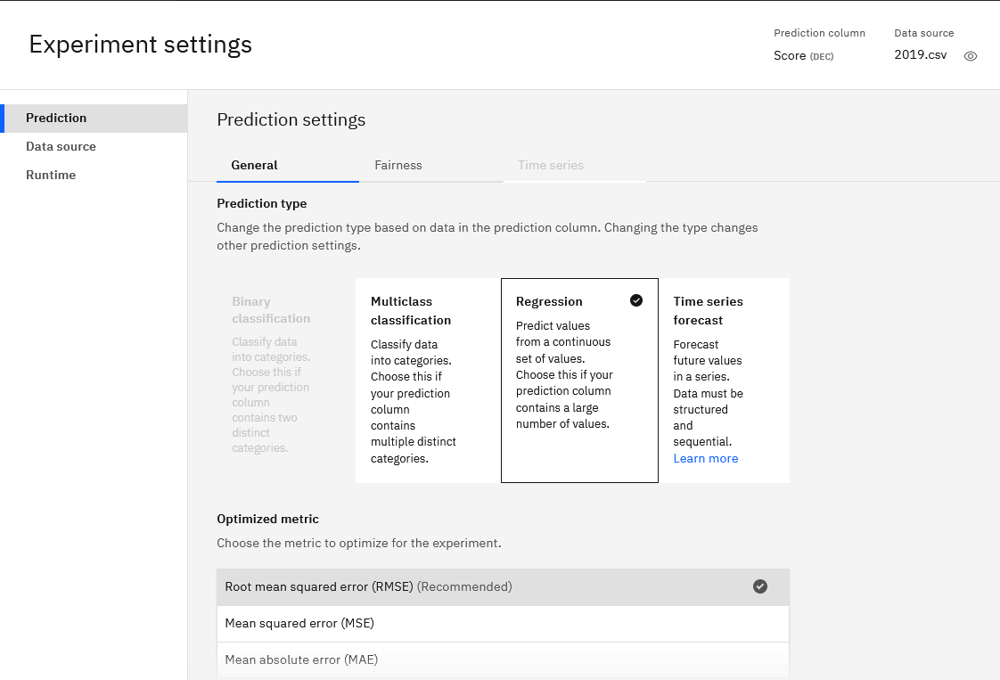 Experiment settings
Prediction column
Score (DEC)
Data source
2019.csv
Prediction
Data source
Runtime
Prediction settings
General
Fairness
Time series
Prediction type
Change the prediction type based on data in the prediction column. Changing the type changes
other prediction settings.
Binary
classification
Classify data
into categories.
Choose this if
your prediction
column
contains two
distinct
categories.
Multiclass
classification
Classify data
into categories.
Choose this if
your prediction
column
contains
multiple distinct
categories.
Regression
Predict values
from a continuous
set of values.
Choose this if your
prediction column
contains a large
number of values.
Time series
forecast
Forecast
future values
in a series.
Data must be
structured
and
sequential.
Learn more
Optimized metric
Choose the metric to optimize for the experiment.
Root mean squared error (RMSE) (Recommended)
Mean squared error (MSE)
Mean absolute error (MAE)